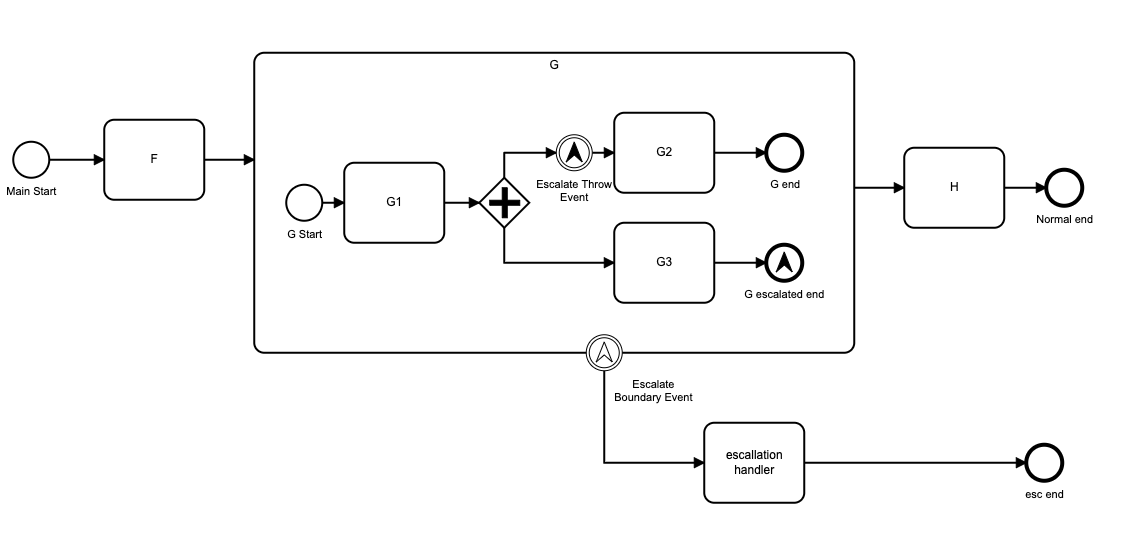 G
F
Main Start
G1
G Start
Escalate Throw
Event
G2
G end
G3
G escalated end
H
Normal end
Escalate
Boundary Event
escallation
handler
esc end